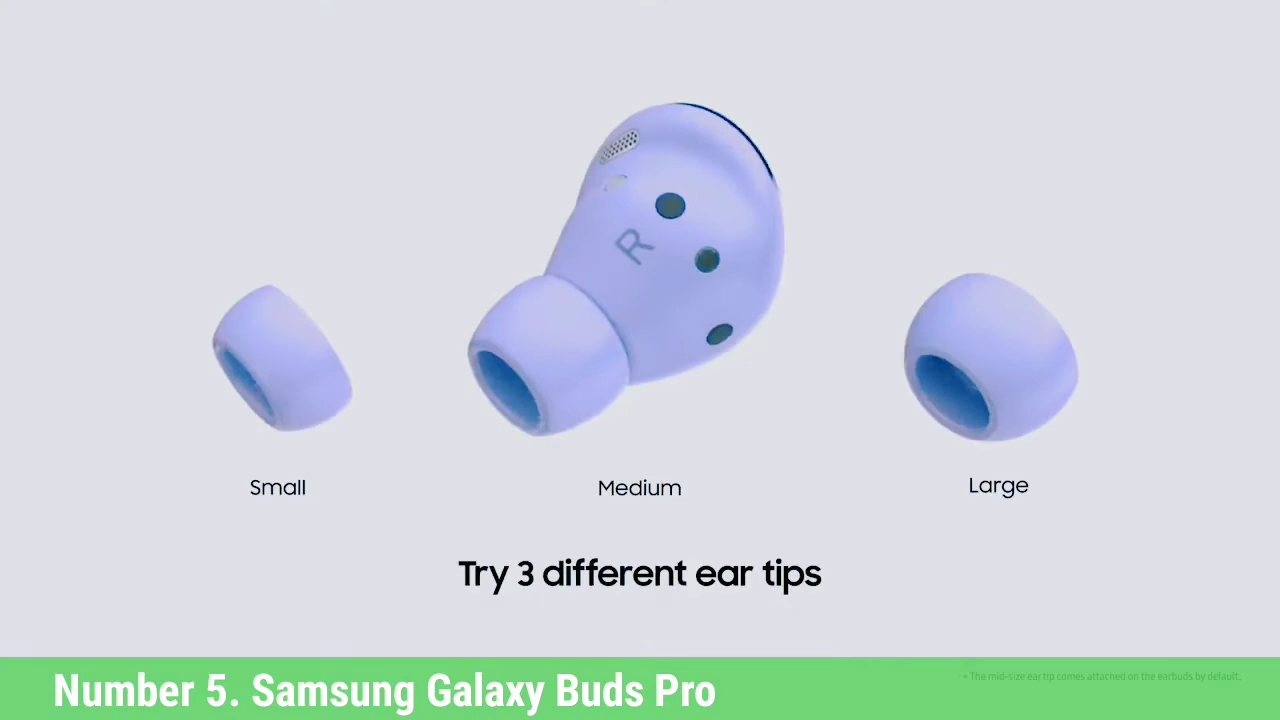 R
Small
Medium
Large
Try 3 different ear tips
Number 5. Samsung Galaxy Buds Pro
• The mid-size ear tip comes attached on the earbuds by default.